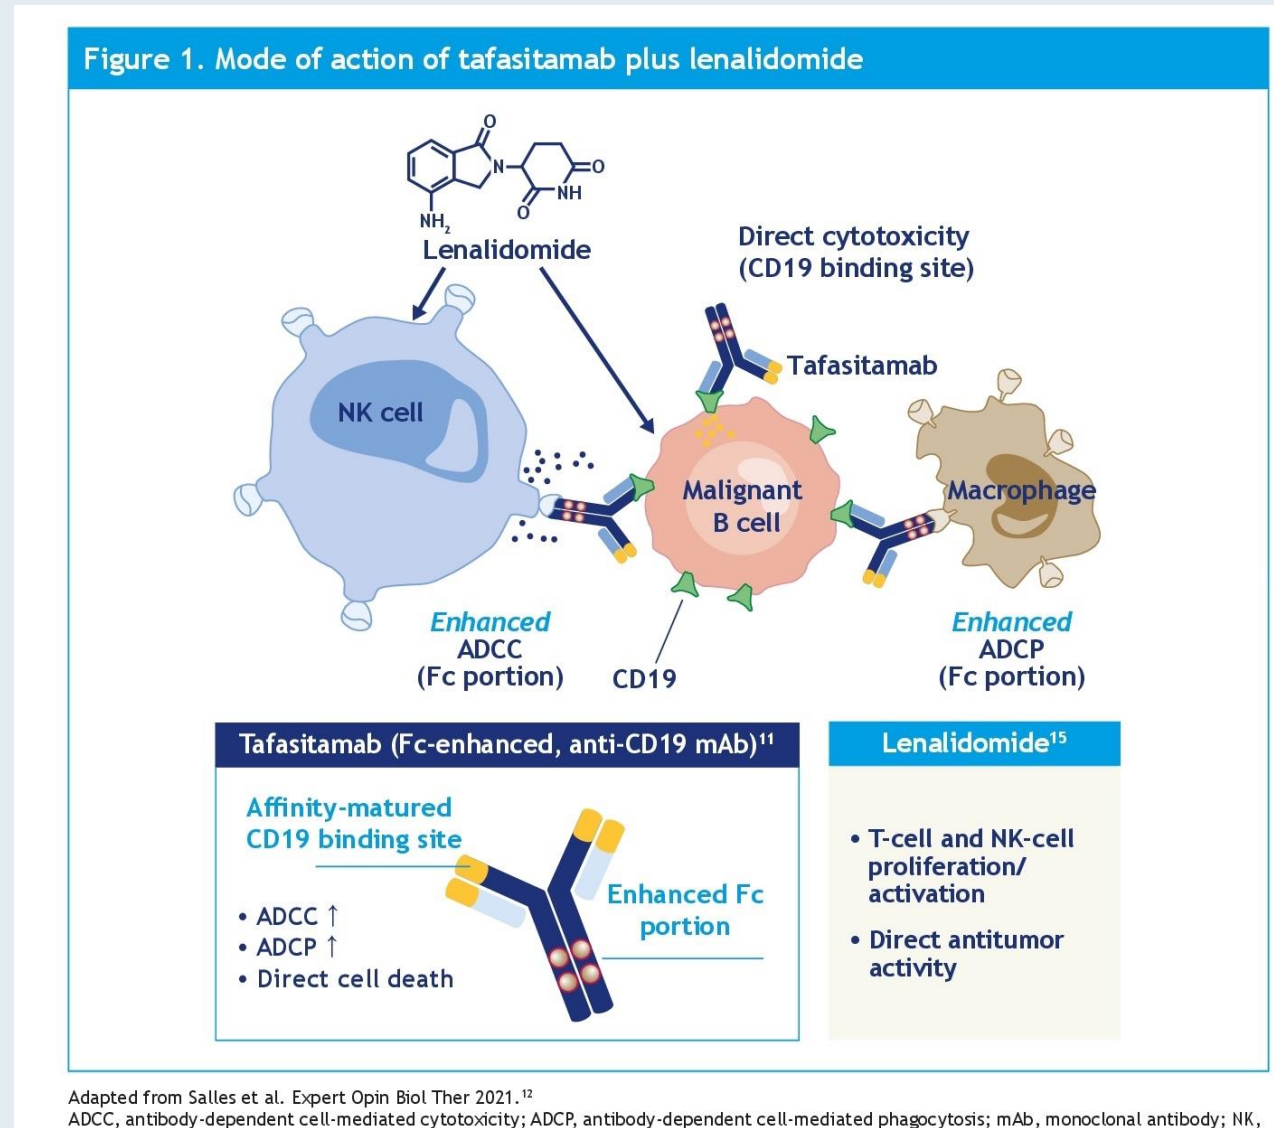 Figure 1. Mode of action of tafasitamab plus lenalidomide
O
N
O
NH
O
NH₂
Lenalidomide
Direct cytotoxicity
(CD19 binding site)
Tafasitamab
NK cell
Malignant
B cell
Macrophage
Enhanced
ADCC
(Fc portion)
CD19
Enhanced
ADCP
(Fc portion)
Tafasitamab (Fc-enhanced, anti-CD19 mAb)¹¹
Affinity-matured
CD19 binding site
• ADCC ↑
• ADCP ↑
• Direct cell death
Enhanced Fc
portion
Lenalidomide¹⁵
• T-cell and NK-cell
proliferation/
activation
• Direct antitumor
activity
Adapted from Salles et al. Expert Opin Biol Ther 2021.¹²
ADCC, antibody-dependent cell-mediated cytotoxicity; ADCP, antibody-dependent cell-mediated phagocytosis; mAb, monoclonal antibody; NK,